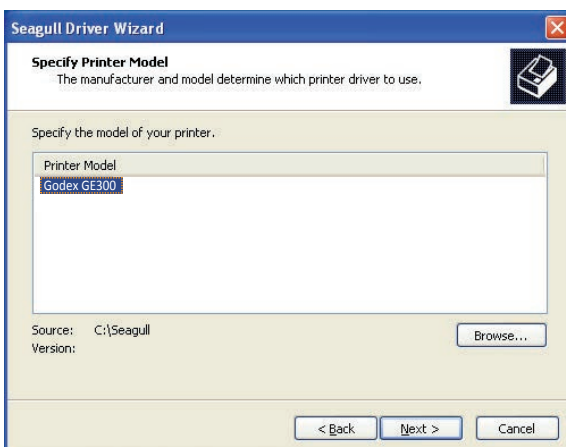 Seagull Driver Wizard
Specify Printer Model
The manufacturer and model determine which printer driver to use.
Specify the model of your printer.
Printer Model
Godex GE300
Source: C:\Seagull
Browse...
Version:
< Back Next > Cancel